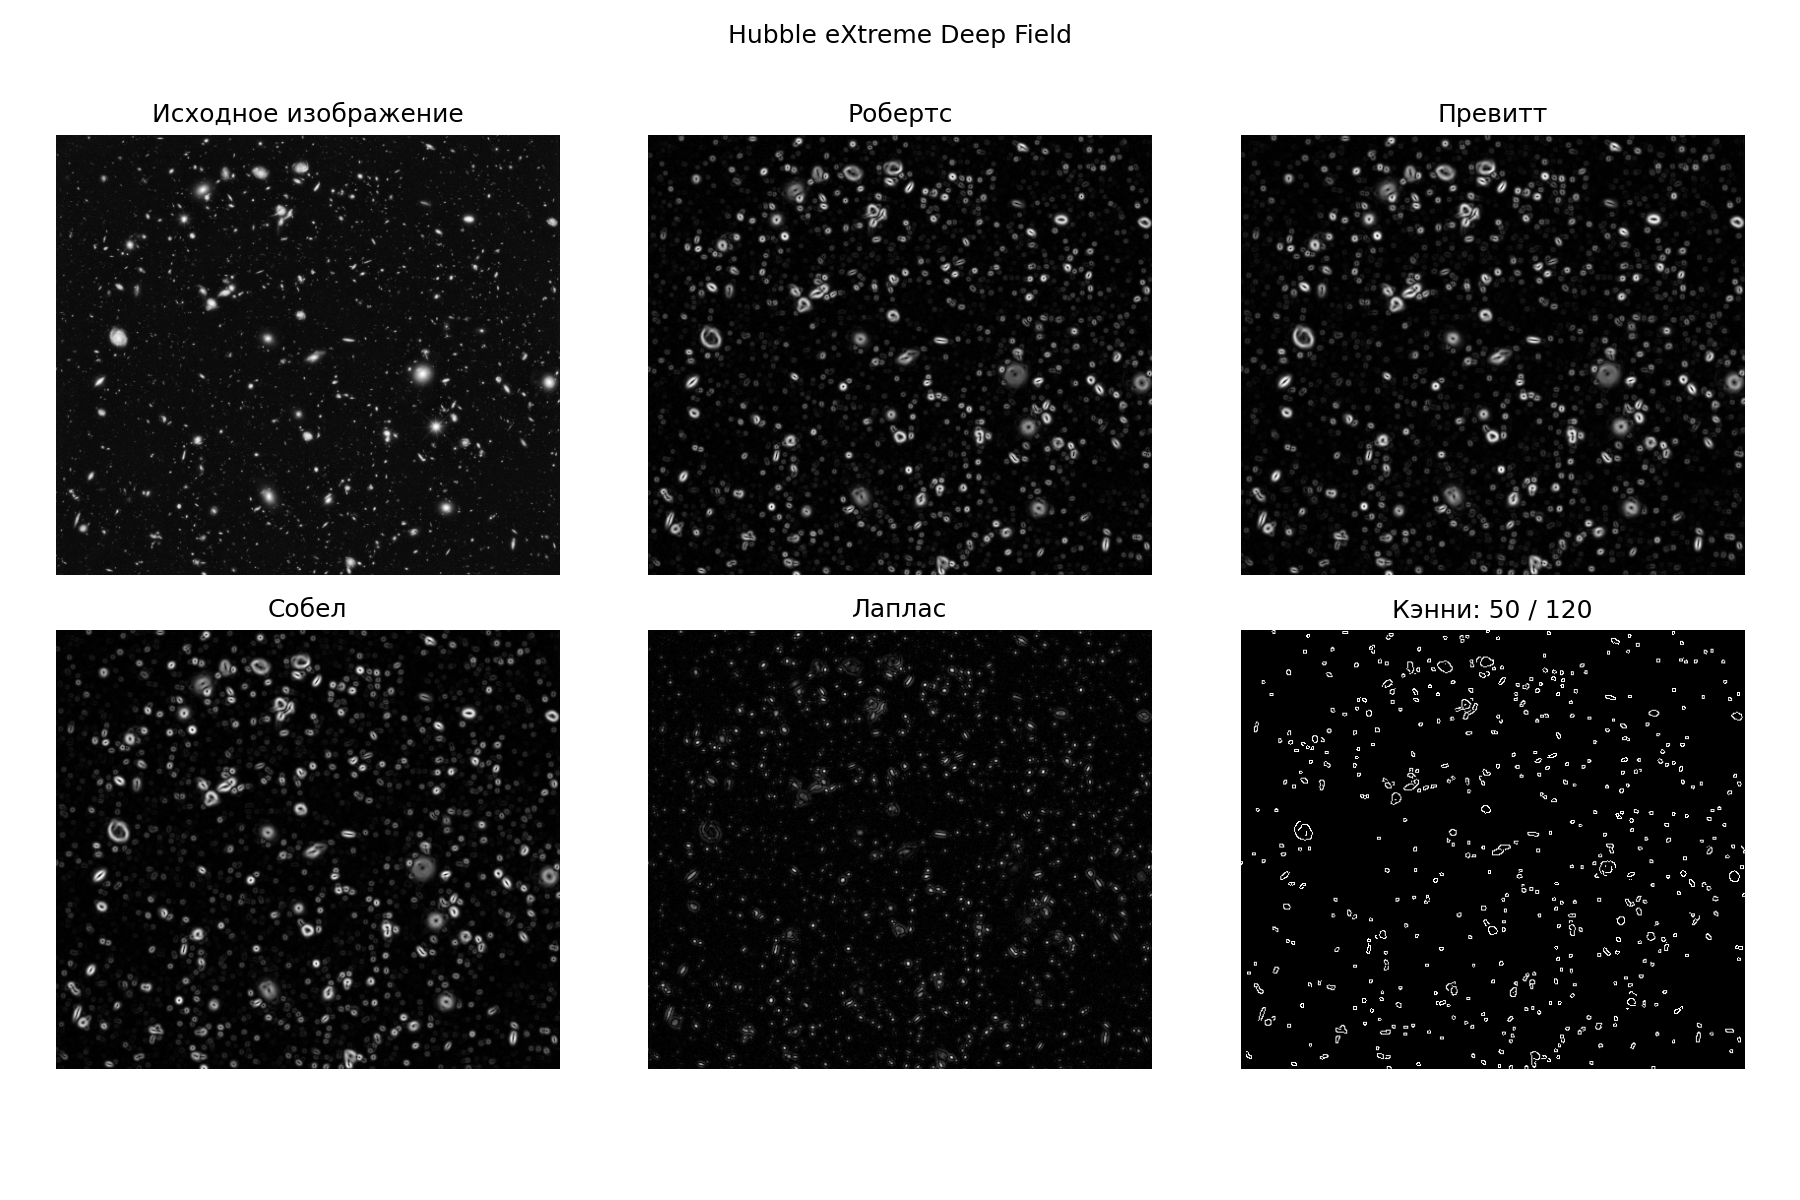 Hubble eXtreme Deep Field
Исходное изображение
Робертс
Превитт
Собел
Лаплас
Кэнни: 50 / 120